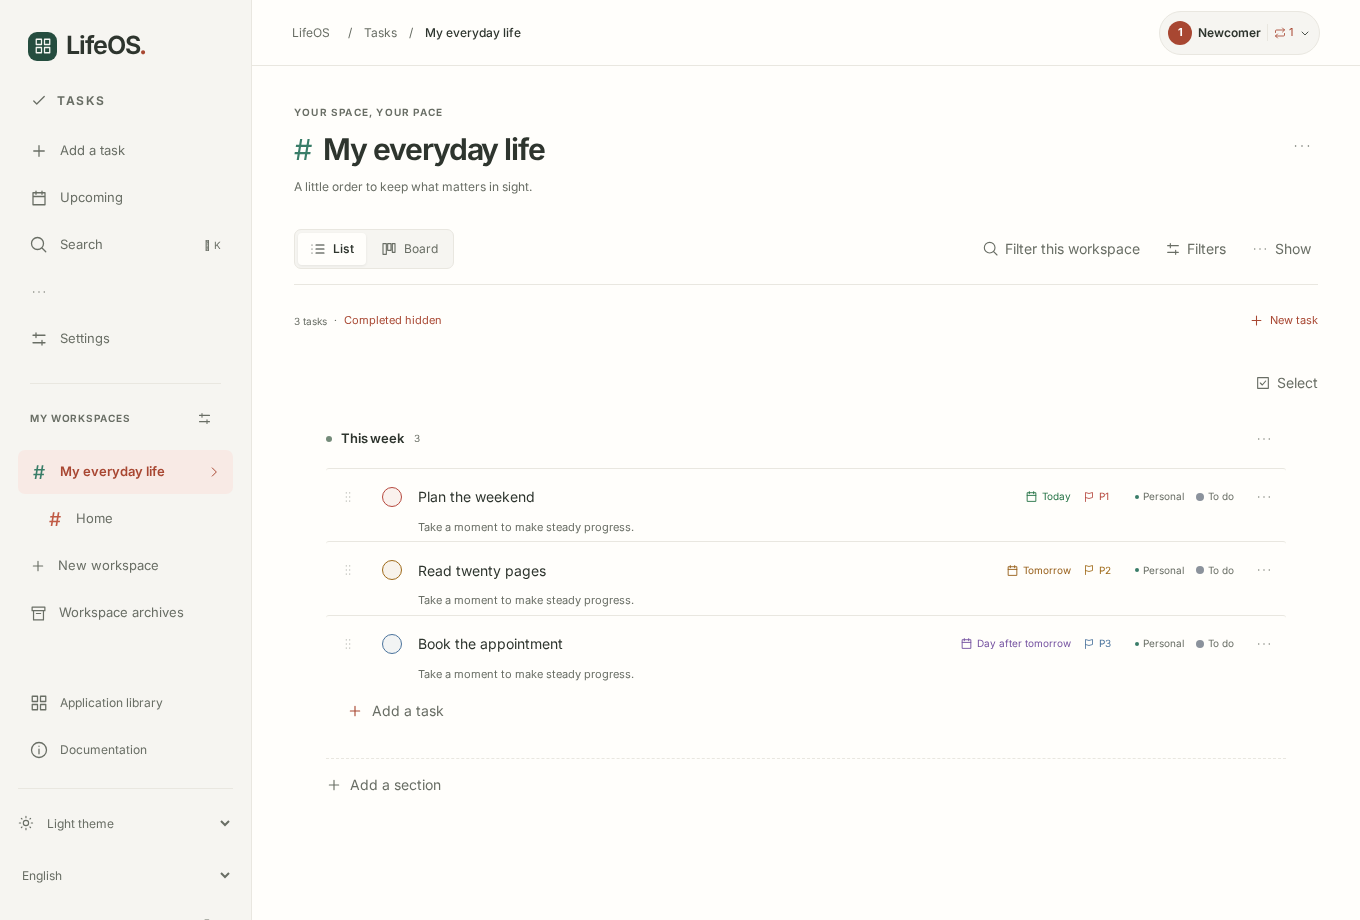 LifeOS.
TASKS
Add a task
Upcoming
Search K
...
Settings
MY WORKSPACES
# My everyday life
# Home
New workspace
Workspace archives
Application library
Documentation
Light theme
English
LifeOS / Tasks / My everyday life
1 Newcomer 1
YOUR SPACE, YOUR PACE
# My everyday life
...
A little order to keep what matters in sight.
List Board
Filter this workspace Filters ... Show
3 tasks · Completed hidden
New task
Select
This week 3 ...
Plan the weekend Today P1 Personal To do ...
Take a moment to make steady progress.
Read twenty pages Tomorrow P2 Personal To do ...
Take a moment to make steady progress.
Book the appointment Day after tomorrow P3 Personal To do ...
Take a moment to make steady progress.
Add a task
Add a section